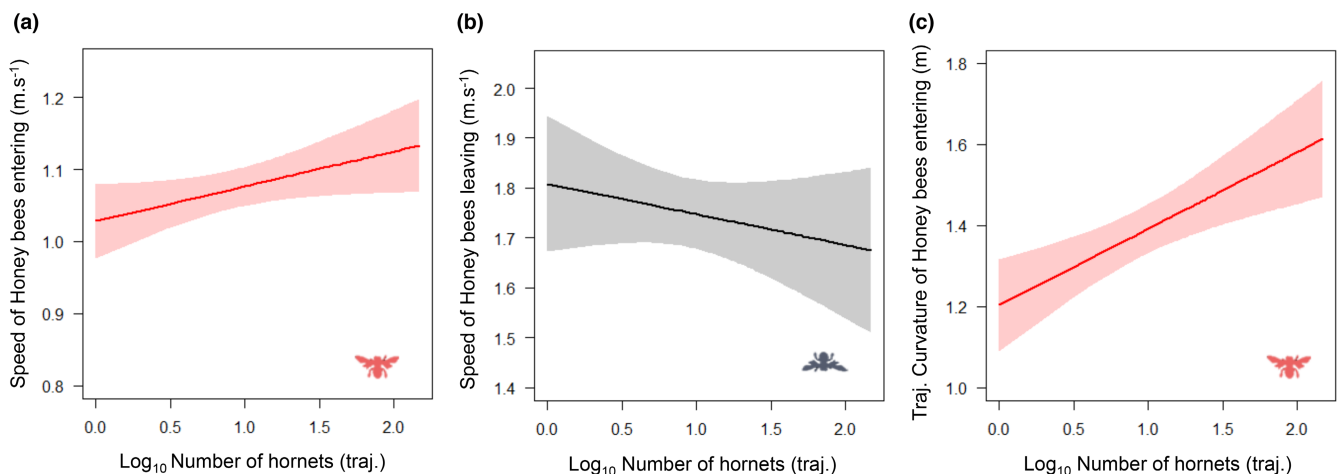 (a)
Speed of Honey bees entering (m.s-1)
1.2
1.1
1.0
0.9
0.8
0.0 0.5 1.0 1.5 2.0
Log10 Number of hornets (traj.)
(b)
Speed of Honey bees leaving (m.s-1)
2.0
1.9
1.8
1.7
1.6
1.5
1.4
0.0 0.5 1.0 1.5 2.0
Log10 Number of hornets (traj.)
(c)
Traj. Curvature of Honey bees entering (m)
1.8
1.6
1.4
1.2
1.0
0.0 0.5 1.0 1.5 2.0
Log10 Number of hornets (traj.)